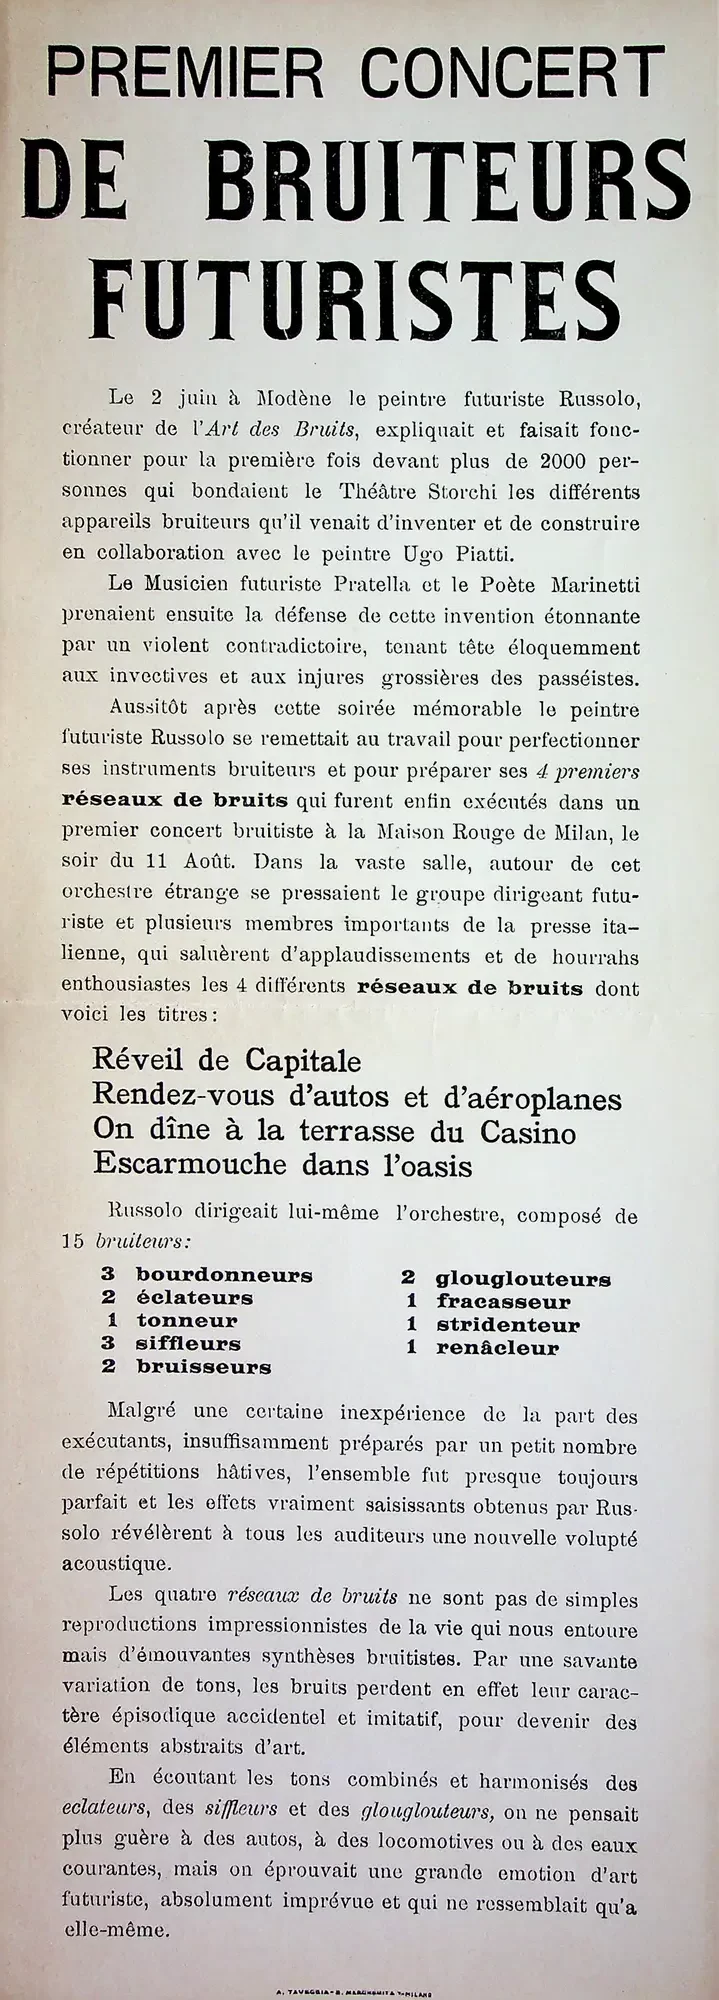 PREMIER CONCERT
DE BRUITEURS
FUTURISTES
Le 2 juin à Modène le peintre futuriste Russolo,
créateur de l'Art des Bruits, expliquait et faisait fonc-
tionner pour la première fois devant plus de 2000 per-
sonnes qui bondaient le Théâtre Storchi les différents
appareils bruiteurs qu'il venait d'inventer et de construire
en collaboration avec le peintre Ugo Piatti.
Le Musicien futuriste Pratella et le Poète Marinetti
prenaient ensuite la défense de cette invention étonnante
par un violent contradictoire, tenant tête éloquemment
aux invectives et aux injures grossières des passéistes.
Aussitôt après cette soirée mémorable le peintre
futuriste Russolo se remettait au travail pour perfectionner
ses instruments bruiteurs et pour préparer ses 4 premiers
réseaux de bruits qui furent enfin exécutés dans un
premier concert bruitiste à la Maison Rouge de Milan, le
soir du 11 Août. Dans la vaste salle, autour de cet
orchestre étrange se pressaient le groupe dirigeant futu-
riste et plusieurs membres importants de la presse ita-
lienne, qui saluèrent d'applaudissements et de hourrahs
enthousiastes les 4 différents réseaux de bruits dont
voici les titres:
Réveil de Capitale
Rendez-vous d'autos et d'aéroplanes
On dîne à la terrasse du Casino
Escarmouche dans l'oasis
Russolo dirigeait lui-même l'orchestre, composé de
15 bruiteurs:
3 bourdonneurs
2 éclateurs
1 tonneur
3 siffleurs
2 bruisseurs
2 glouglouteurs
1 fracasseur
1 stridenteur
1 renâcleur
Malgré une certaine inexpérience de la part des
exécutants, insuffisamment préparés par un petit nombre
de répétitions hâtives, l'ensemble fut presque toujours
parfait et les effets vraiment saisissants obtenus par Rus-
solo révélèrent à tous les auditeurs une nouvelle volupté
acoustique.
Les quatre réseaux de bruits ne sont pas de simples
reproductions impressionnistes de la vie qui nous entoure
mais d'émouvantes synthèses bruitistes. Par une savante
variation de tons, les bruits perdent en effet leur carac-
tère épisodique accidentel et imitatif, pour devenir des
éléments abstraits d'art.
En écoutant les tons combinés et harmonisés des
eclateurs, des siffleurs et des glouglouteurs, on ne pensait
plus guère à des autos, à des locomotives ou à des eaux
courantes, mais on éprouvait une grande emotion d'art
futuriste, absolument imprévue et qui ne ressemblait qu'a
elle-même.
A. TAVEGGIA - MILANO